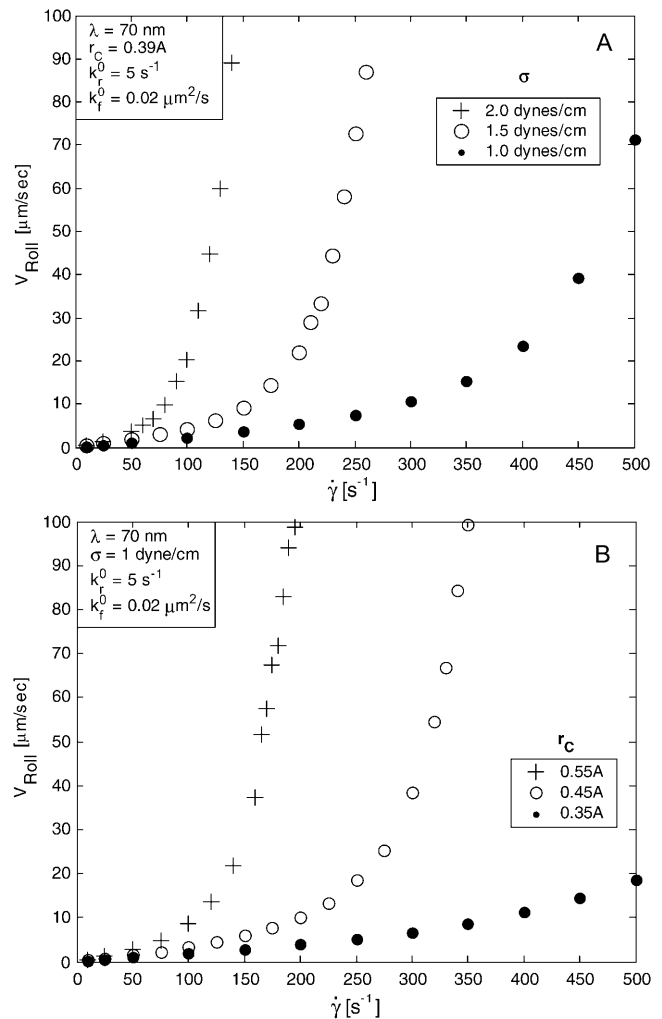 100
90
80
70
60
50
40
30
20
10
0
V_Roll [μm/sec]
λ = 70 nm
r_C = 0.39A
k_r^0 = 5 s^-1
k_f^0 = 0.02 μm^2/s
A
σ
+ 2.0 dynes/cm
○ 1.5 dynes/cm
● 1.0 dynes/cm
0 50 100 150 200 250 300 350 400 450 500
γ̇ [s^-1]
100
90
80
70
60
50
40
30
20
10
0
V_Roll [μm/sec]
λ = 70 nm
σ = 1 dyne/cm
k_r^0 = 5 s^-1
k_f^0 = 0.02 μm^2/s
B
r_C
+ 0.55A
○ 0.45A
● 0.35A
0 50 100 150 200 250 300 350 400 450 500
γ̇ [s^-1]